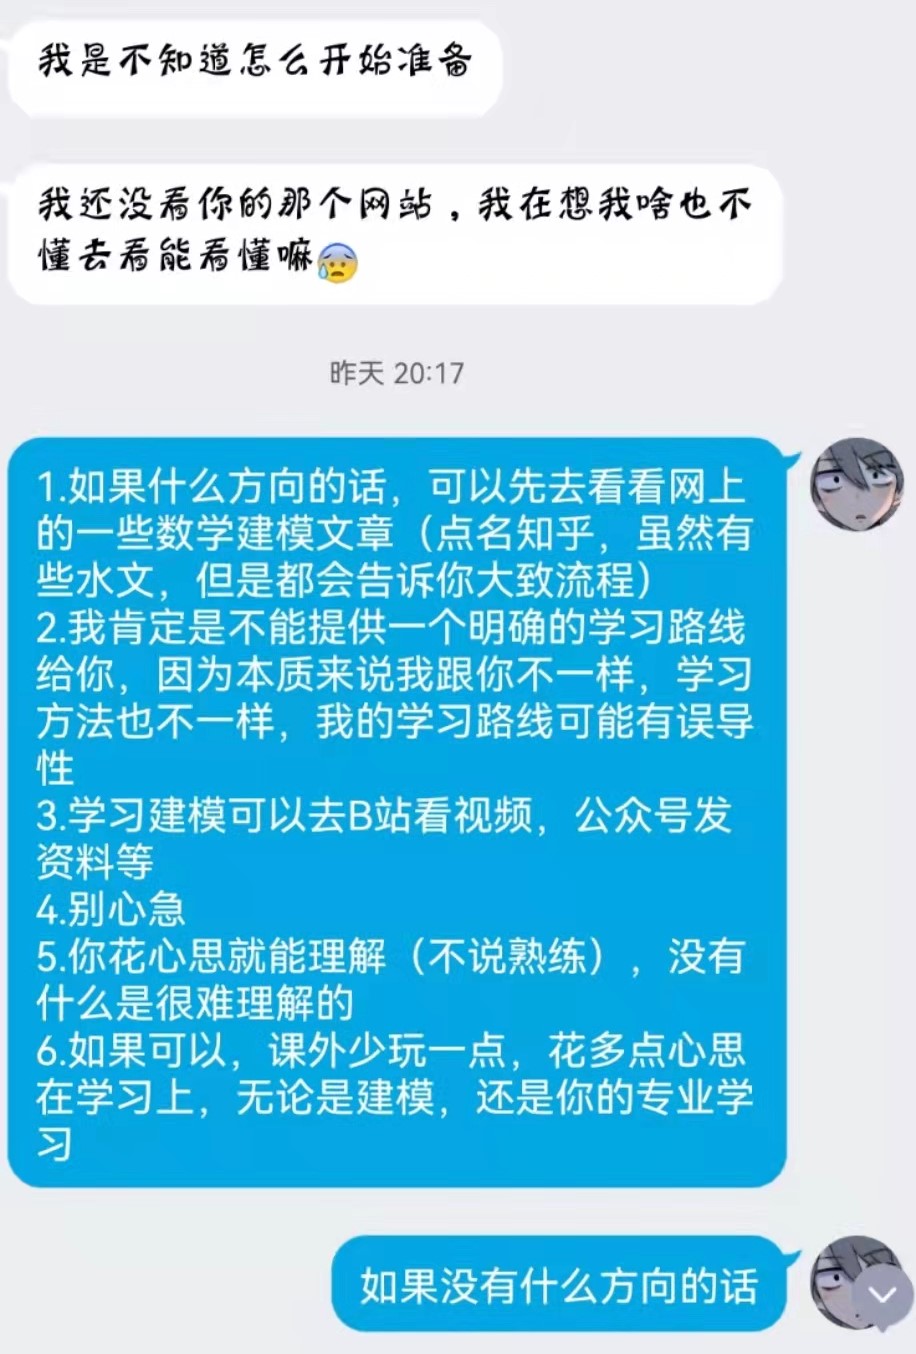 我是不知道怎么开始准备
我还没看你的那个网站，我在想我啥也不
懂去看能看懂嘛😰
昨天 20:17
1.如果什么方向的话，可以先去看看网上
的一些数学建模文章（点名知乎，虽然有
些水文，但是都会告诉你大致流程）
2.我肯定是不能提供一个明确的学习路线
给你，因为本质来说我跟你不一样，学习
方法也不一样，我的学习路线可能有误导
性
3.学习建模可以去B站看视频，公众号发
资料等
4.别心急
5.你花心思就能理解（不说熟练），没有
什么是很难理解的
6.如果可以，课外少玩一点，花多点心思
在学习上，无论是建模，还是你的专业学
习
如果没有什么方向的话